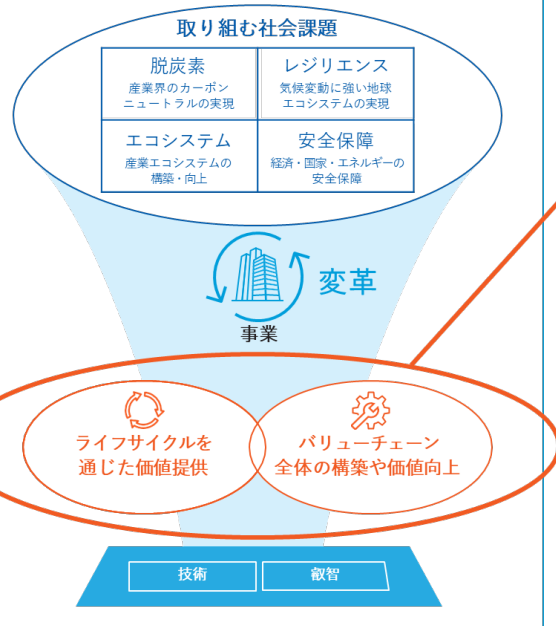 取り組む社会課題
脱炭素
産業界のカーボン
ニュートラルの実現
レジリエンス
気候変動に強い地球
エコシステムの実現
エコシステム
産業エコシステムの
構築・向上
安全保障
経済・国家・エネルギーの
安全保障
変革
事業
ライフサイクルを
通じた価値提供
バリューチェーン
全体の構築や価値向上
技術
叡智